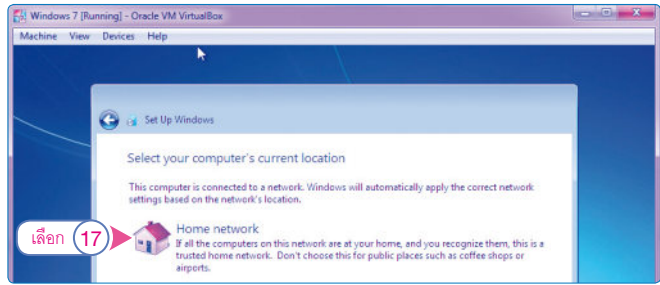 Windows 7 [Running] - Oracle VM VirtualBox
Machine View Devices Help
Set Up Windows
Select your computer's current location
This computer is connected to a network. Windows will automatically apply the correct network
settings based on the network's location.
เลือก 17
Home network
If all the computers on this network are at your home, and you recognize them, this is a
trusted home network. Don't choose this for public places such as coffee shops or
airports.